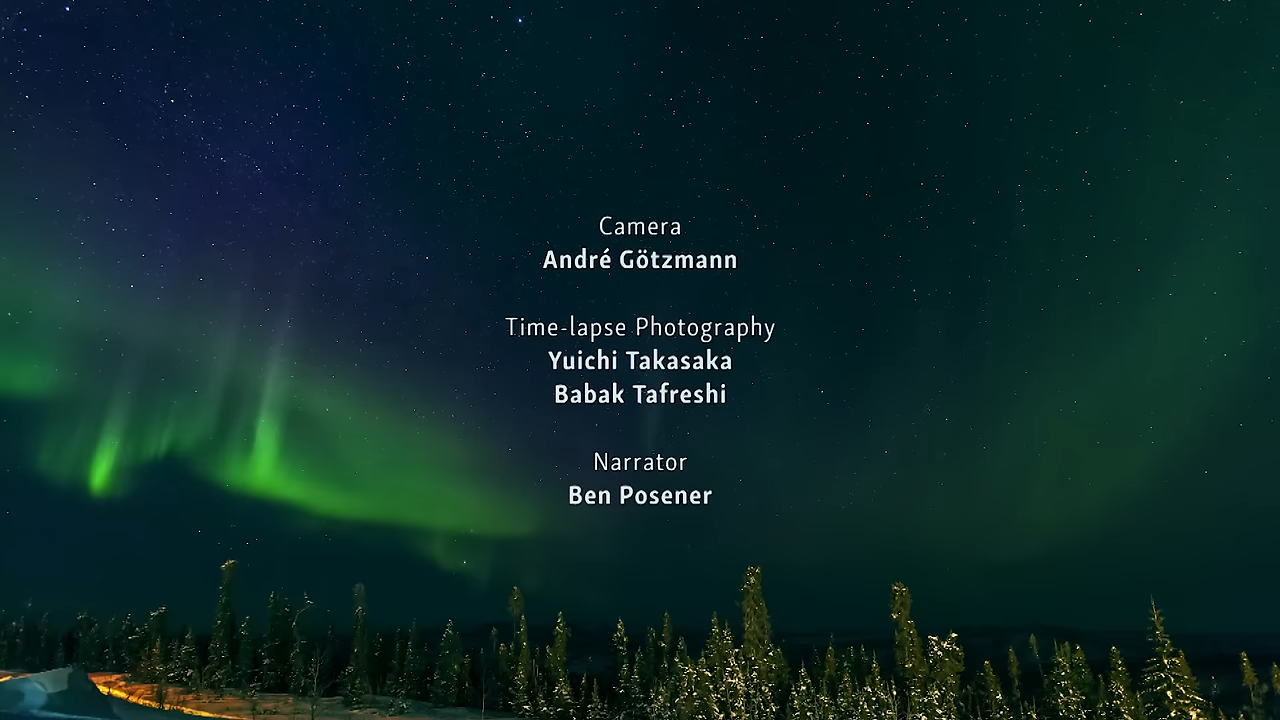 Camera
André Götzmann
Time-lapse Photography
Yuichi Takasaka
Babak Tafreshi
Narrator
Ben Posener